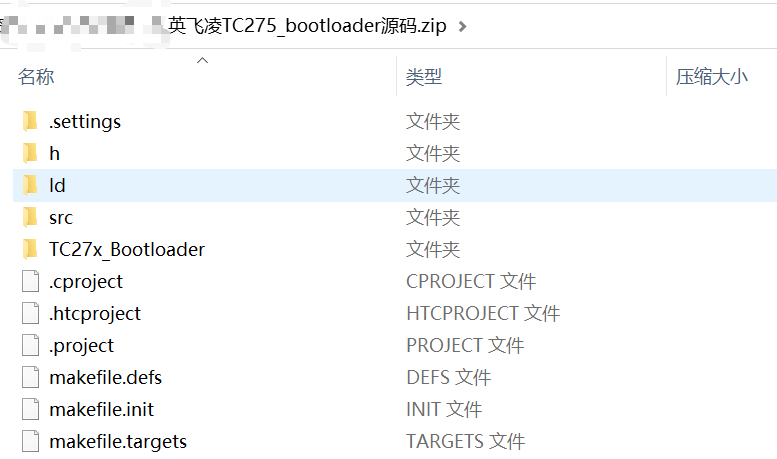 英飞凌TC275_bootloader源码.zip
名称 类型 压缩大小
.settings 文件夹
h 文件夹
ld 文件夹
src 文件夹
TC27x_Bootloader 文件夹
.cproject CPROJECT 文件
.htcproject HTCPROJECT 文件
.project PROJECT 文件
makefile.defs DEFS 文件
makefile.init INIT 文件
makefile.targets TARGETS 文件